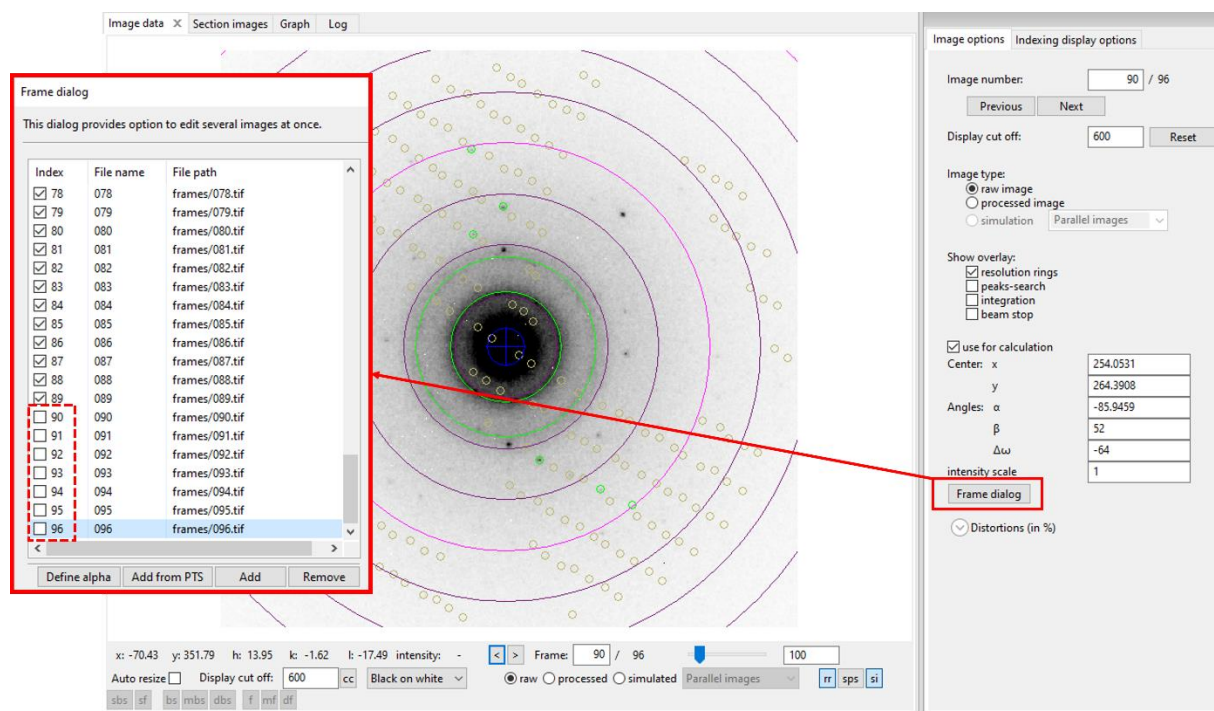 Image data Section images Graph Log
Frame dialog
This dialog provides option to edit several images at once.
Index File name File path
78 078 frames/078.tif
79 079 frames/079.tif
80 080 frames/080.tif
81 081 frames/081.tif
82 082 frames/082.tif
83 083 frames/083.tif
84 084 frames/084.tif
85 085 frames/085.tif
86 086 frames/086.tif
87 087 frames/087.tif
88 088 frames/088.tif
89 089 frames/089.tif
90 090 frames/090.tif
91 091 frames/091.tif
92 092 frames/092.tif
93 093 frames/093.tif
94 094 frames/094.tif
95 095 frames/095.tif
96 096 frames/096.tif
Define alpha Add from PTS Add Remove
x: -70.43 y: 351.79 h: 13.95 k: -1.62 l: -17.49 intensity: - < > Frame: 90 / 96 100
Auto resize Display cut off: 600 cc Black on white raw processed simulated Parallel images rr sps si
sbs sf bs mbs dbs f mf df
Image options Indexing display options
Image number: 90 / 96
Previous Next
Display cut off: 600 Reset
Image type:
raw image
processed image
simulation Parallel images
Show overlay:
resolution rings
peaks-search
integration
beam stop
use for calculation
Center: x 254.0531
y 264.3908
Angles: α -85.9459
β 52
Δω -64
intensity scale 1
Frame dialog
Distortions (in %)